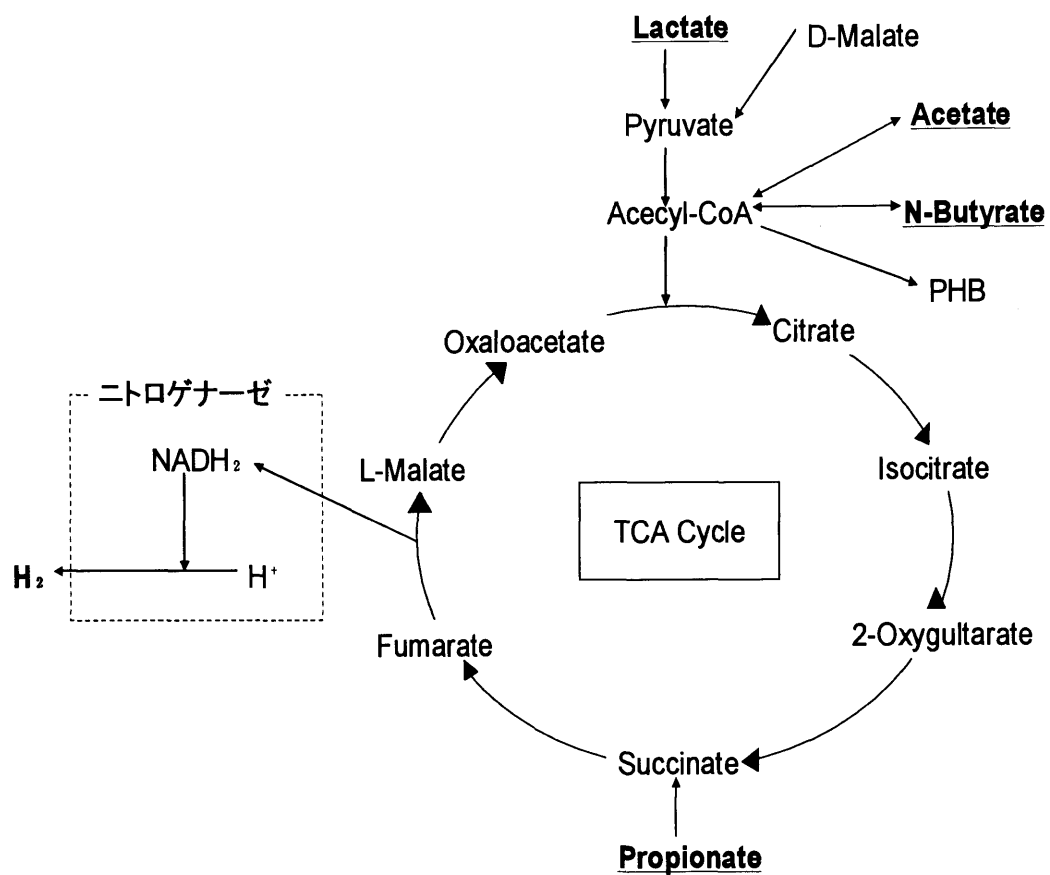 Lactate
D-Malate
Pyruvate
Acetate
Acecyl-CoA
N-Butyrate
PHB
Oxaloacetate
Citrate
ニトロゲナーゼ
NADH₂
L-Malate
Isocitrate
TCA Cycle
H₂
H⁺
Fumarate
2-Oxygultarate
Succinate
Propionate